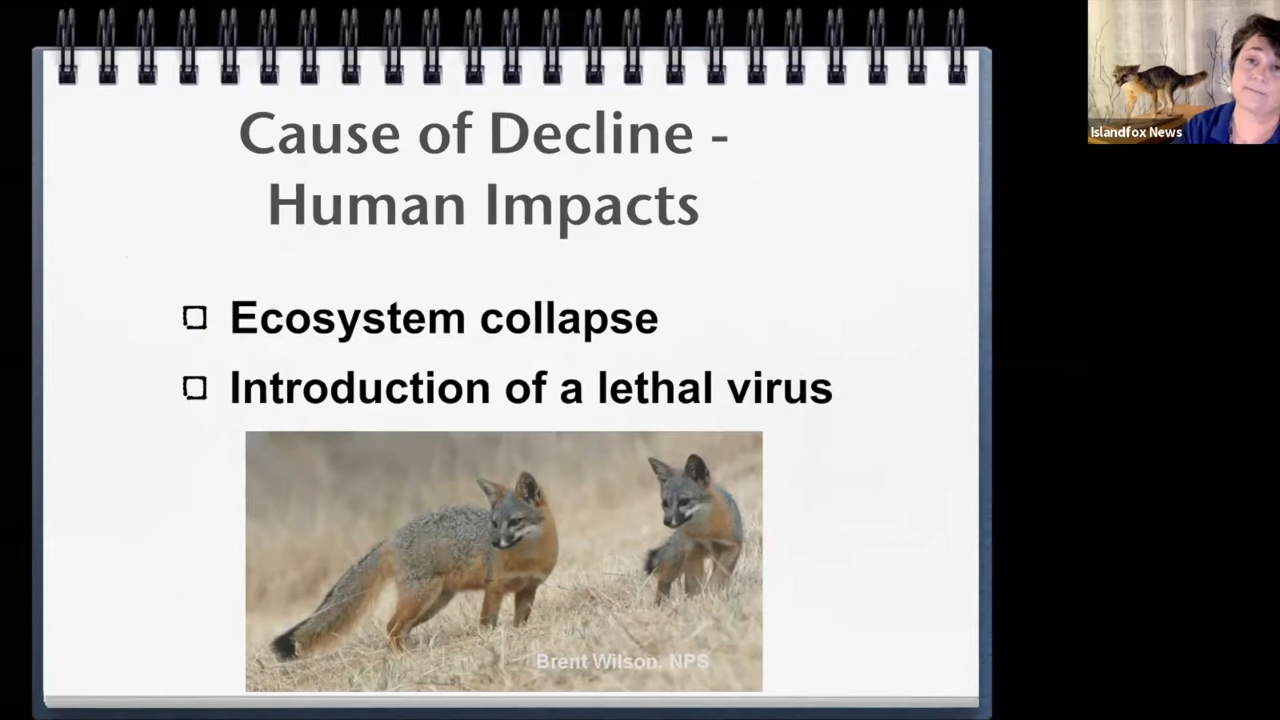 Cause of Decline -
Human Impacts
Ecosystem collapse
Introduction of a lethal virus
Brent Wilson, NPS
Islandfox News